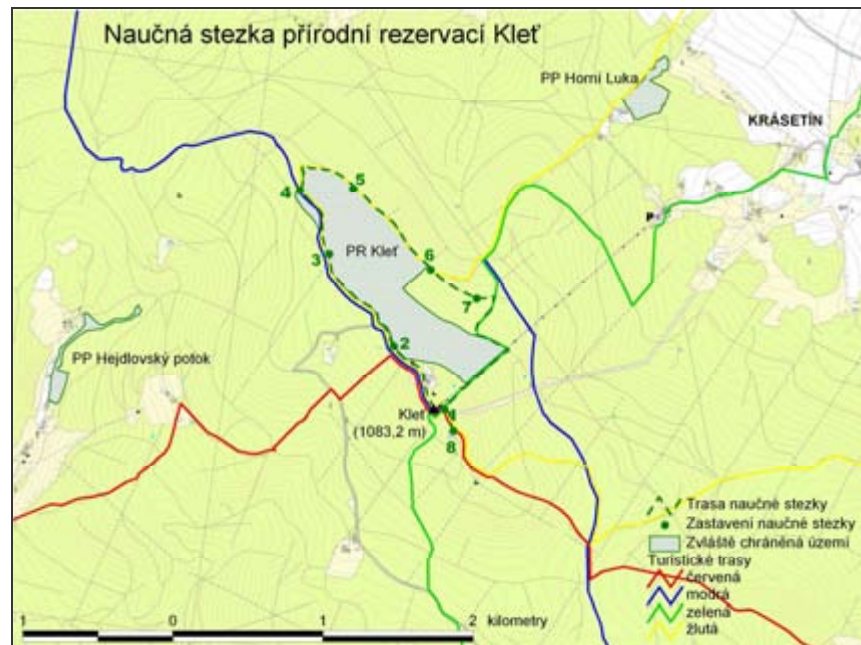 Naučná stezka přírodní rezervací Kleť
PP Horní Luka
KRÁSETÍN
P
5
4
PR Kleť
6
3
7
2
PP Hejdlovský potok
Kleť
1
(1083,2 m)
8
Trasa naučné stezky
Zastavení naučné stezky
Zvláště chráněná území
Turistické trasy
červená
modrá
zelená
žlutá
1 0 1 2 kilometry